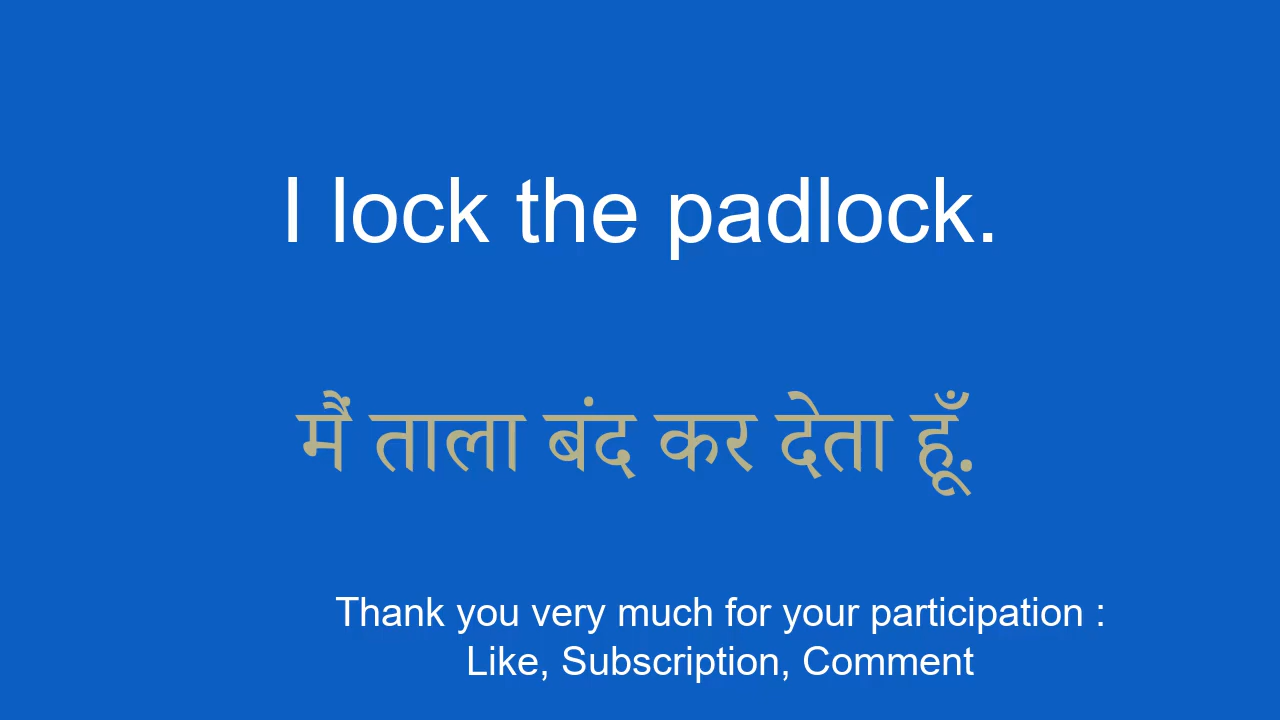 I lock the padlock.
मैं ताला बंद कर देता हूँ.
Thank you very much for your participation :
Like, Subscription, Comment